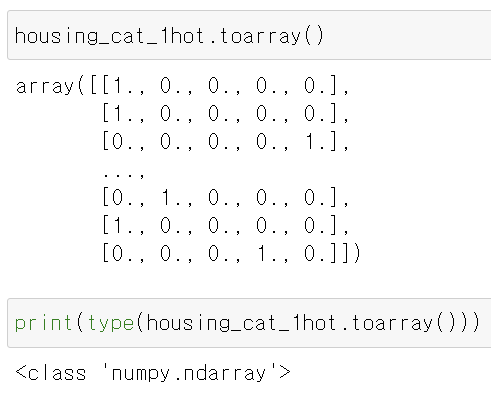 housing_cat_1hot.toarray()
array([[1., 0., 0., 0., 0.],
[1., 0., 0., 0., 0.],
[0., 0., 0., 0., 1.],
...,
[0., 1., 0., 0., 0.],
[1., 0., 0., 0., 0.],
[0., 0., 0., 1., 0.]])
print(type(housing_cat_1hot.toarray()))
<class 'numpy.ndarray'>